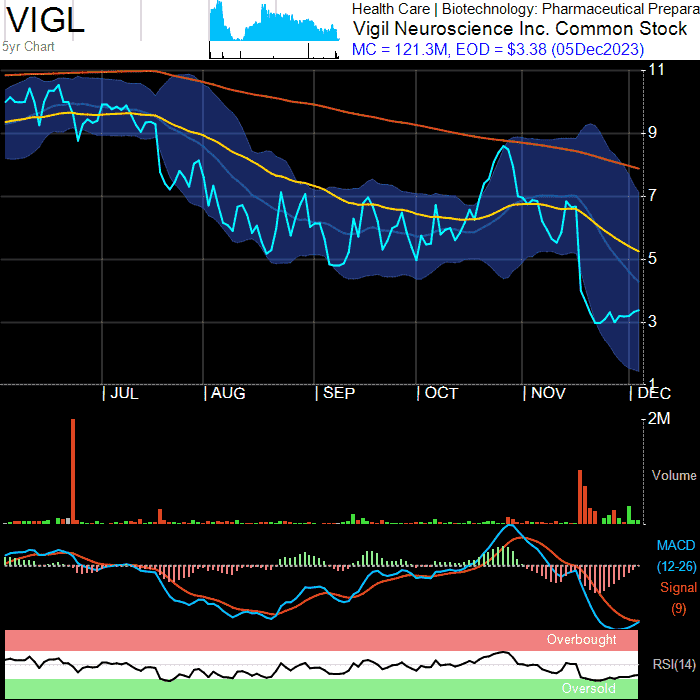 VIGL
5yr Chart
Health Care | Biotechnology: Pharmaceutical Prepara
Vigil Neuroscience Inc. Common Stock
MC = 121.3M, EOD = $3.38 (05Dec2023)
11
9
7
5
3
1
JUL
AUG
SEP
OCT
NOV
DEC
2M
Volume
MACD
(12-26)
Signal
(9)
Overbought
RSI(14)
Oversold